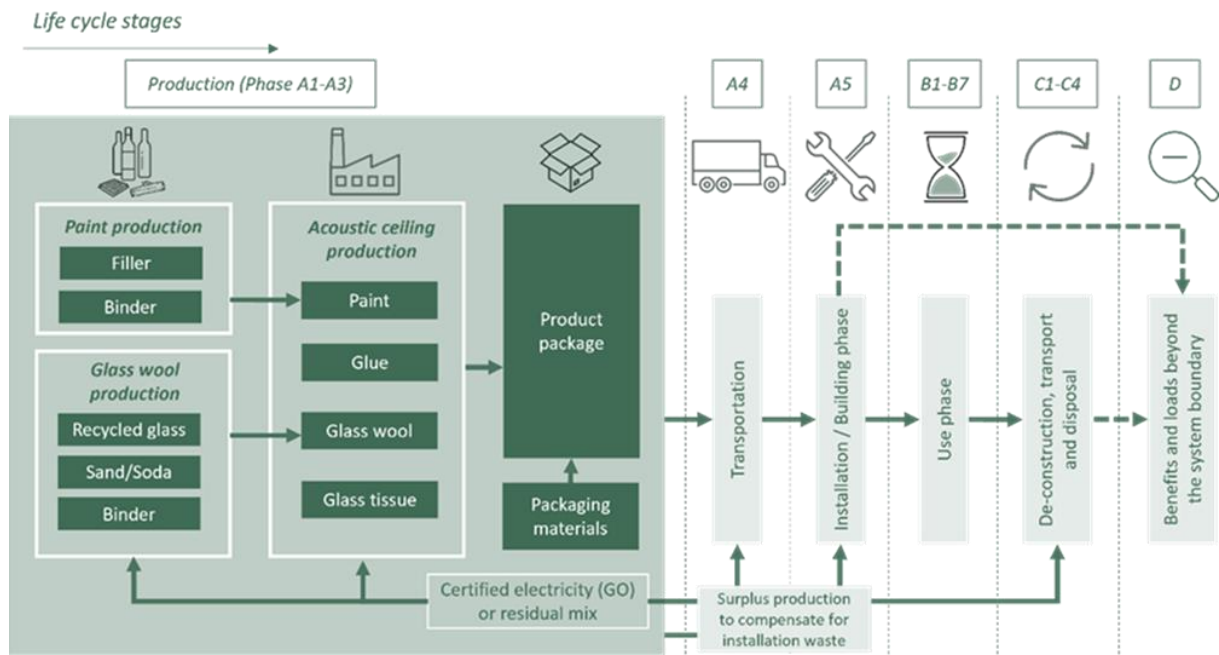 Life cycle stages
Production (Phase A1-A3)
A4
A5
B1-B7
C1-C4
D
Paint production
Filler
Binder
Glass wool
production
Recycled glass
Sand/Soda
Binder
Acoustic ceiling
production
Paint
Glue
Glass wool
Glass tissue
Product
package
Packaging
materials
Certified electricity (GO)
or residual mix
Transportation
Installation / Building phase
Use phase
De-construction, transport
and disposal
Benefits and loads beyond
the system boundary
Surplus production
to compensate for
installation waste